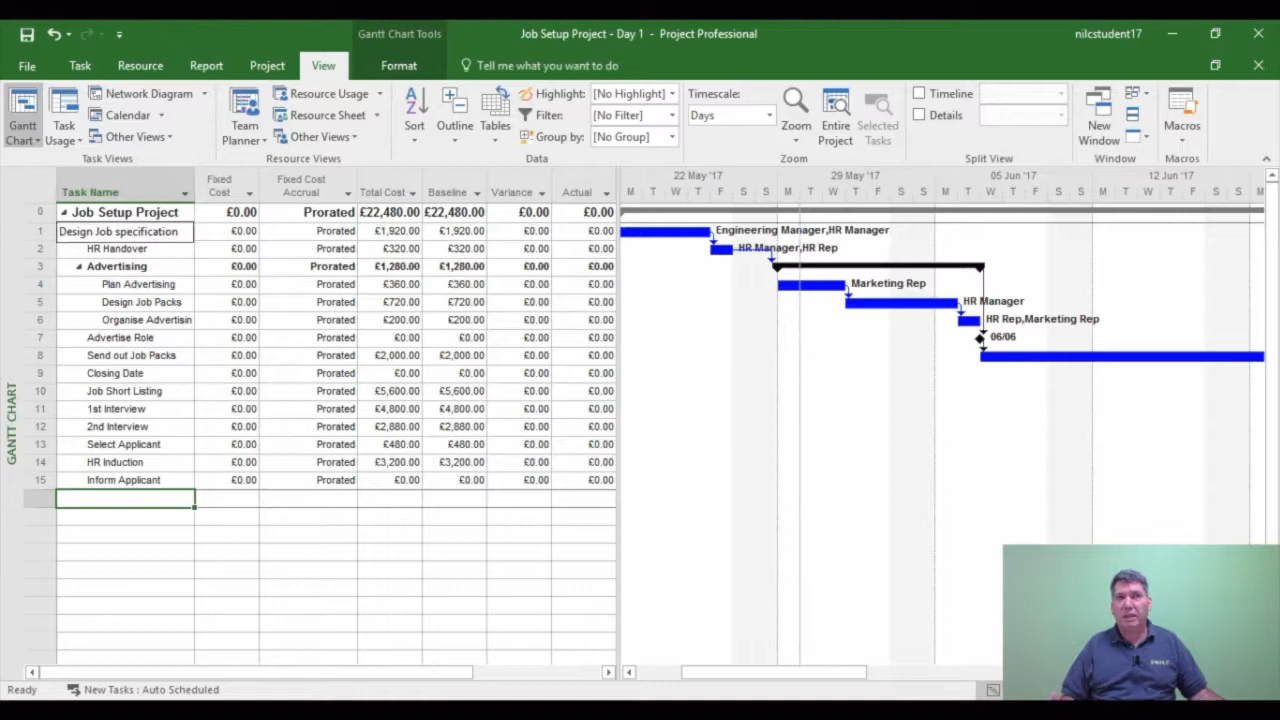 Gantt Chart Tools
Job Setup Project - Day 1 - Project Professional
nilcstudent17
File Task Resource Report Project View Format Tell me what you want to do
Gantt Chart
Task Usage
Network Diagram
Calendar
Other Views
Task Views
Team Planner
Resource Usage
Resource Sheet
Other Views
Resource Views
Sort
Outline
Tables
Highlight: [No Highlight]
Filter: [No Filter]
Group by: [No Group]
Data
Timescale:
Days
Zoom
Entire Project
Selected Tasks
Zoom
Timeline
Details
Split View
New Window
Window
Macros
Macros
Task Name Fixed Cost Fixed Cost Accrual Total Cost Baseline Variance Actual
22 May '17 29 May '17 05 Jun '17 12 Jun '17
M T W T F S S M T W T F S S M T W T F S S M T W T F S S M
0 Job Setup Project £0.00 Prorated £22,480.00 £22,480.00 £0.00 £0.00
1 Design Job specification £0.00 Prorated £1,920.00 £1,920.00 £0.00 £0.00 Engineering Manager,HR Manager
2 HR Handover £0.00 Prorated £320.00 £320.00 £0.00 £0.00 HR Manager,HR Rep
3 Advertising £0.00 Prorated £1,280.00 £1,280.00 £0.00 £0.00
4 Plan Advertising £0.00 Prorated £360.00 £360.00 £0.00 £0.00 Marketing Rep
5 Design Job Packs £0.00 Prorated £720.00 £720.00 £0.00 £0.00 HR Manager
6 Organise Advertisin £0.00 Prorated £200.00 £200.00 £0.00 £0.00 HR Rep,Marketing Rep
7 Advertise Role £0.00 Prorated £0.00 £0.00 £0.00 £0.00 06/06
8 Send out Job Packs £0.00 Prorated £2,000.00 £2,000.00 £0.00 £0.00
9 Closing Date £0.00 Prorated £0.00 £0.00 £0.00 £0.00
10 Job Short Listing £0.00 Prorated £5,600.00 £5,600.00 £0.00 £0.00
11 1st Interview £0.00 Prorated £4,800.00 £4,800.00 £0.00 £0.00
12 2nd Interview £0.00 Prorated £2,880.00 £2,880.00 £0.00 £0.00
13 Select Applicant £0.00 Prorated £480.00 £480.00 £0.00 £0.00
14 HR Induction £0.00 Prorated £3,200.00 £3,200.00 £0.00 £0.00
15 Inform Applicant £0.00 Prorated £0.00 £0.00 £0.00 £0.00
GANTT CHART
Ready New Tasks : Auto Scheduled